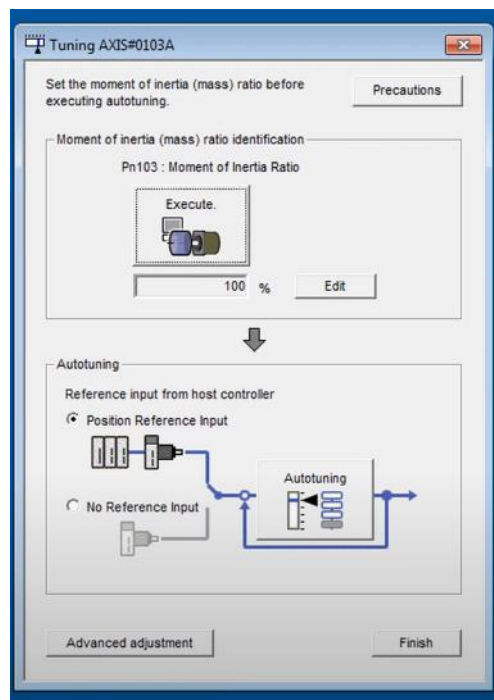 Tuning AXIS#0103A
Set the moment of inertia (mass) ratio before
executing autotuning.
Precautions
Moment of inertia (mass) ratio identification
Pn103 : Moment of Inertia Ratio
Execute.
100 %
Edit
Autotuning
Reference input from host controller
Position Reference Input
Autotuning
No Reference Input
Advanced adjustment
Finish